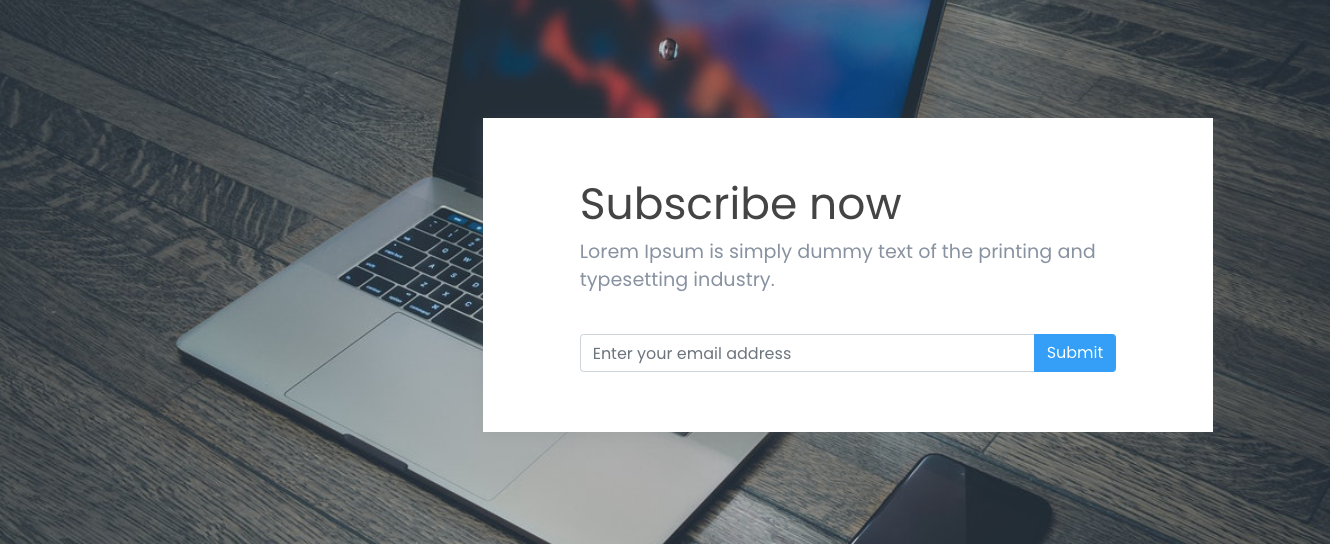 Subscribe now
Lorem Ipsum is simply dummy text of the printing and
typesetting industry.
Enter your email address
Submit